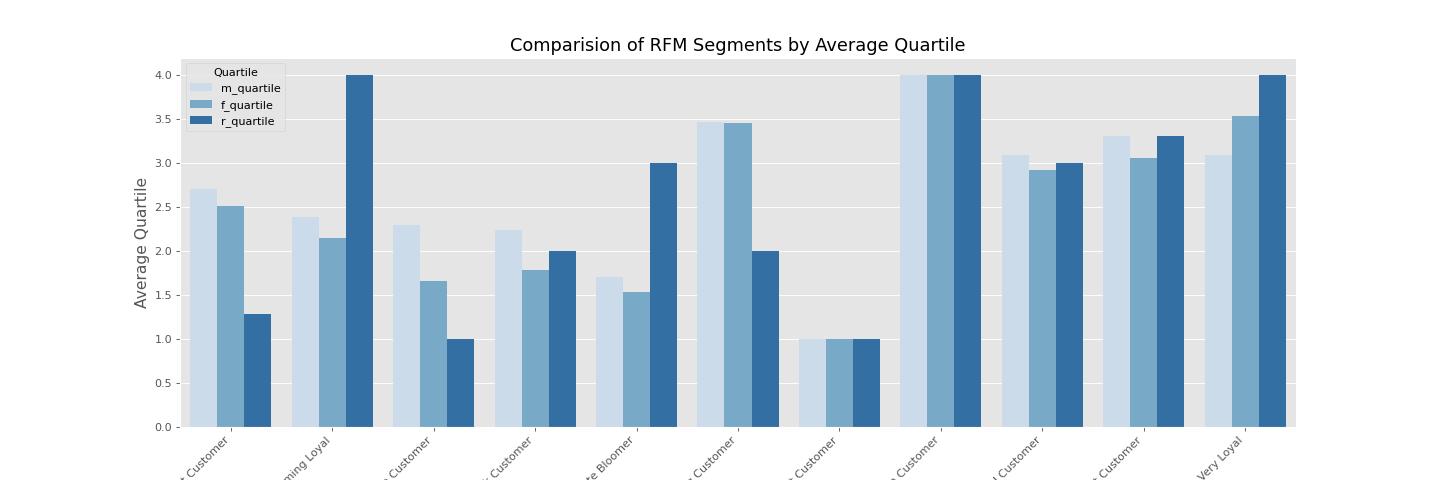 Comparision of RFM Segments by Average Quartile
Quartile
m_quartile
f_quartile
r_quartile
Average Quartile
4.0
3.5
3.0
2.5
2.0
1.5
1.0
0.5
0.0
Customer
Loyal
Customer
Customer
Bloomer
Customer
Customer
Customer
Customer
Customer
Very Loyal